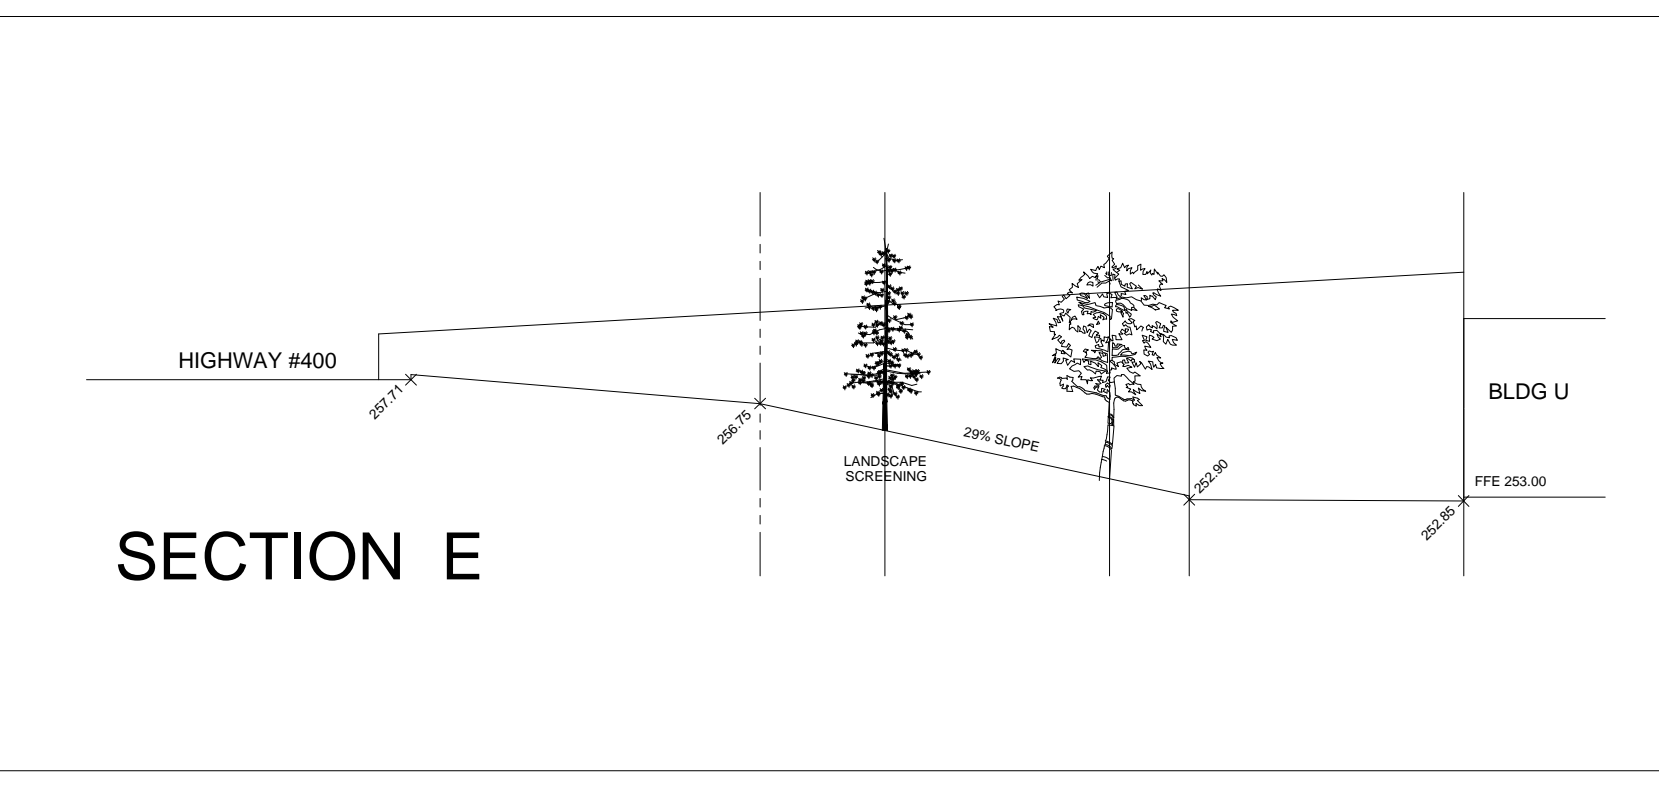 HIGHWAY #400
257.71
256.75
LANDSCAPE
SCREENING
29% SLOPE
252.90
BLDG U
FFE 253.00
252.85
SECTION E